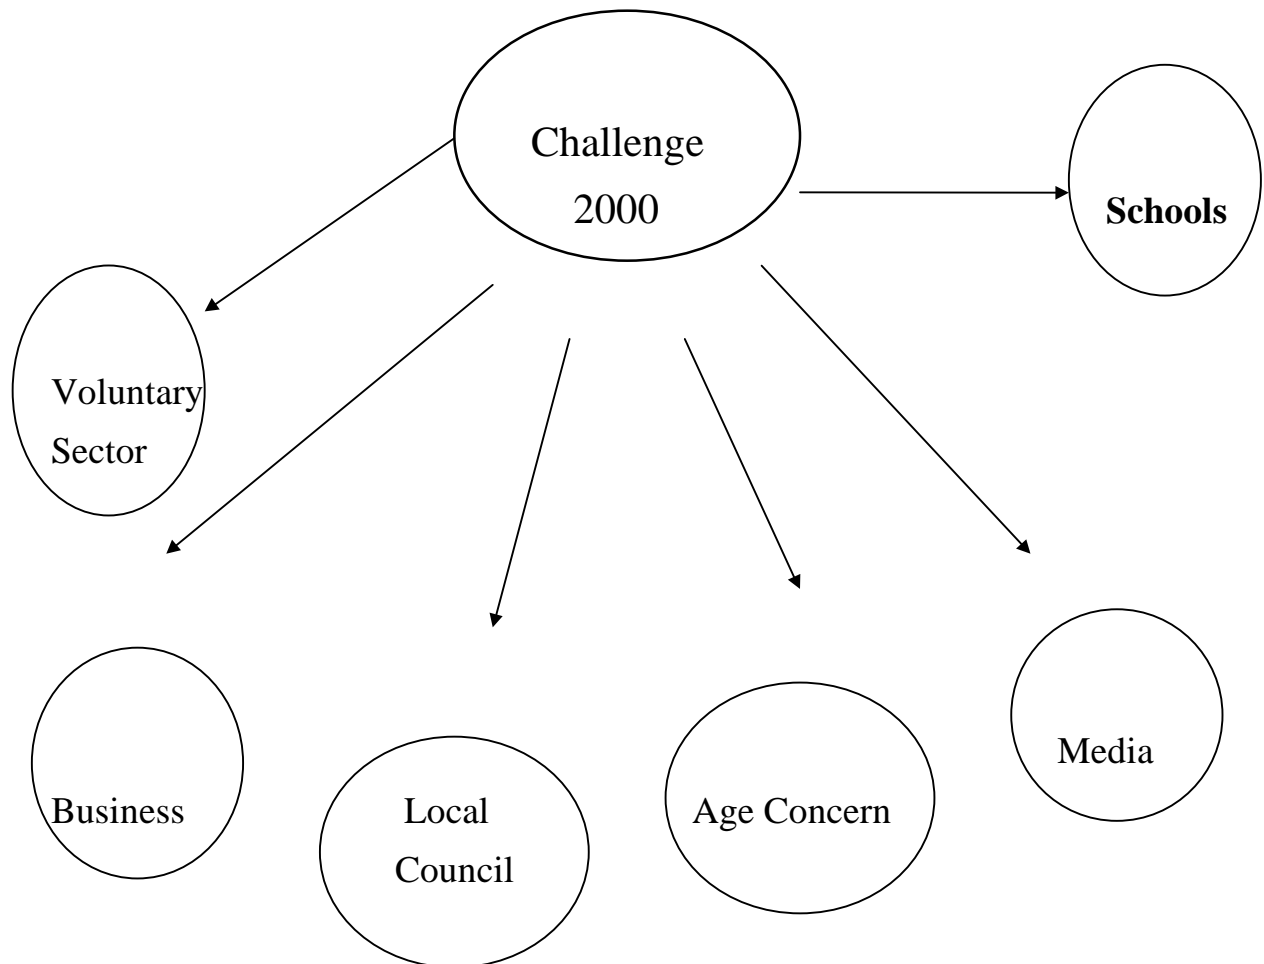 Challenge
2000
Schools
Voluntary
Sector
Business
Local
Council
Age Concern
Media